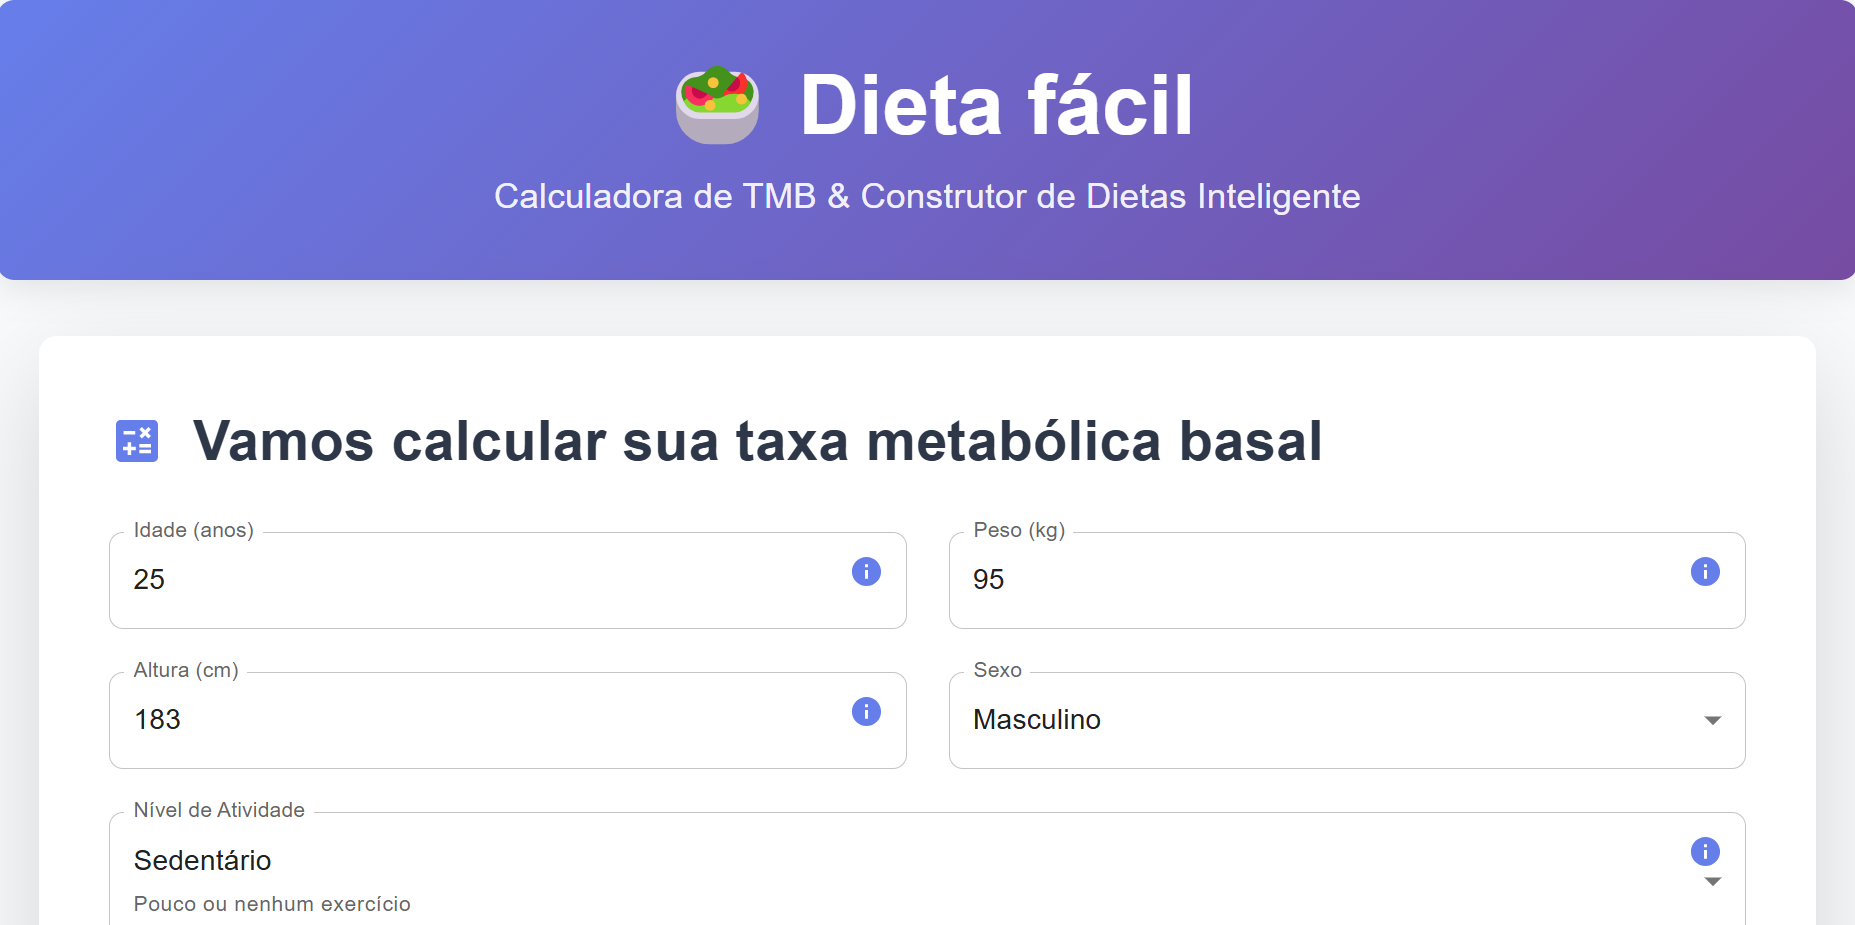 Dieta fácil
Calculadora de TMB & Construtor de Dietas Inteligente
Vamos calcular sua taxa metabólica basal
Idade (anos)
25
Peso (kg)
95
Altura (cm)
183
Sexo
Masculino
Nível de Atividade
Sedentário
Pouco ou nenhum exercício